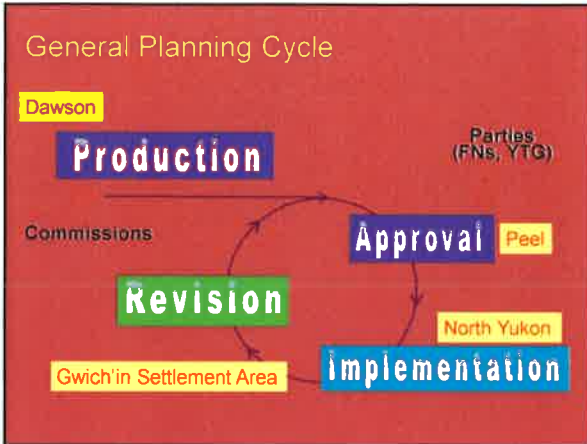 General Planning Cycle
Dawson
Production
Parties
(FNs, YTG)
Commissions
Approval
Peel
Revision
North Yukon
Gwich'in Settlement Area
Implementation